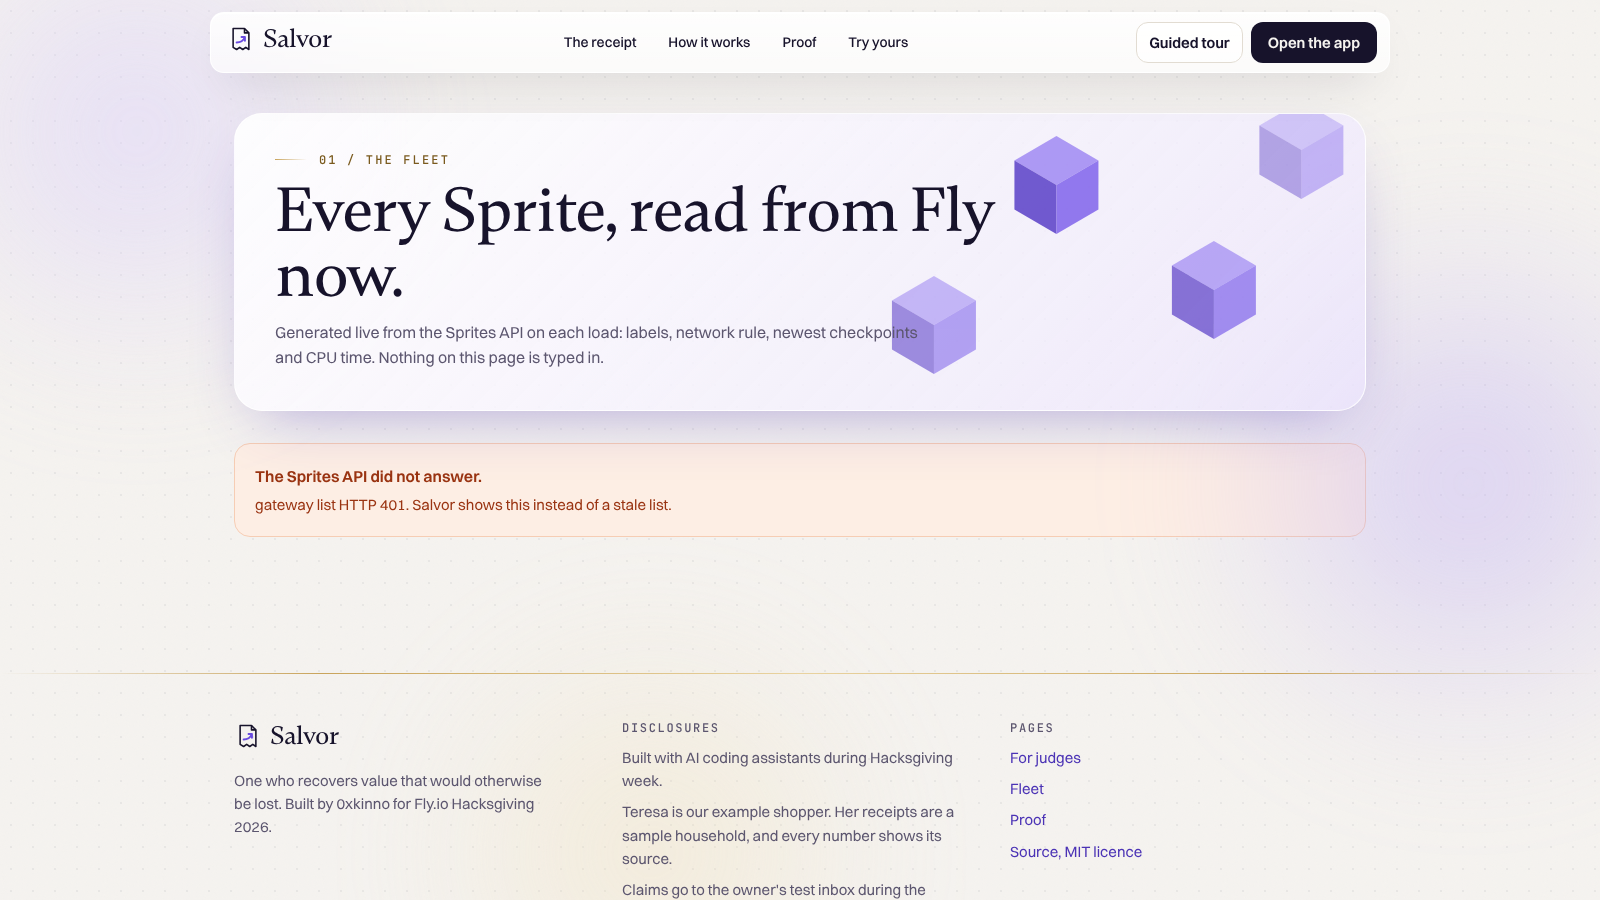 Salvor
The receipt
How it works
Proof
Try yours
Guided tour
Open the app
01 / THE FLEET
Every Sprite, read from Fly
now.
Generated live from the Sprites API on each load: labels, network rule, newest checkpoints
and CPU time. Nothing on this page is typed in.
The Sprites API did not answer.
gateway list HTTP 401. Salvor shows this instead of a stale list.
Salvor
One who recovers value that would otherwise
be lost. Built by 0xkinno for Fly.io Hacksgiving
2026.
DISCLOSURES
Built with AI coding assistants during Hacksgiving
week.
Teresa is our example shopper. Her receipts are a
sample household, and every number shows its
source.
Claims go to the owner's test inbox during the
PAGES
For judges
Fleet
Proof
Source, MIT licence